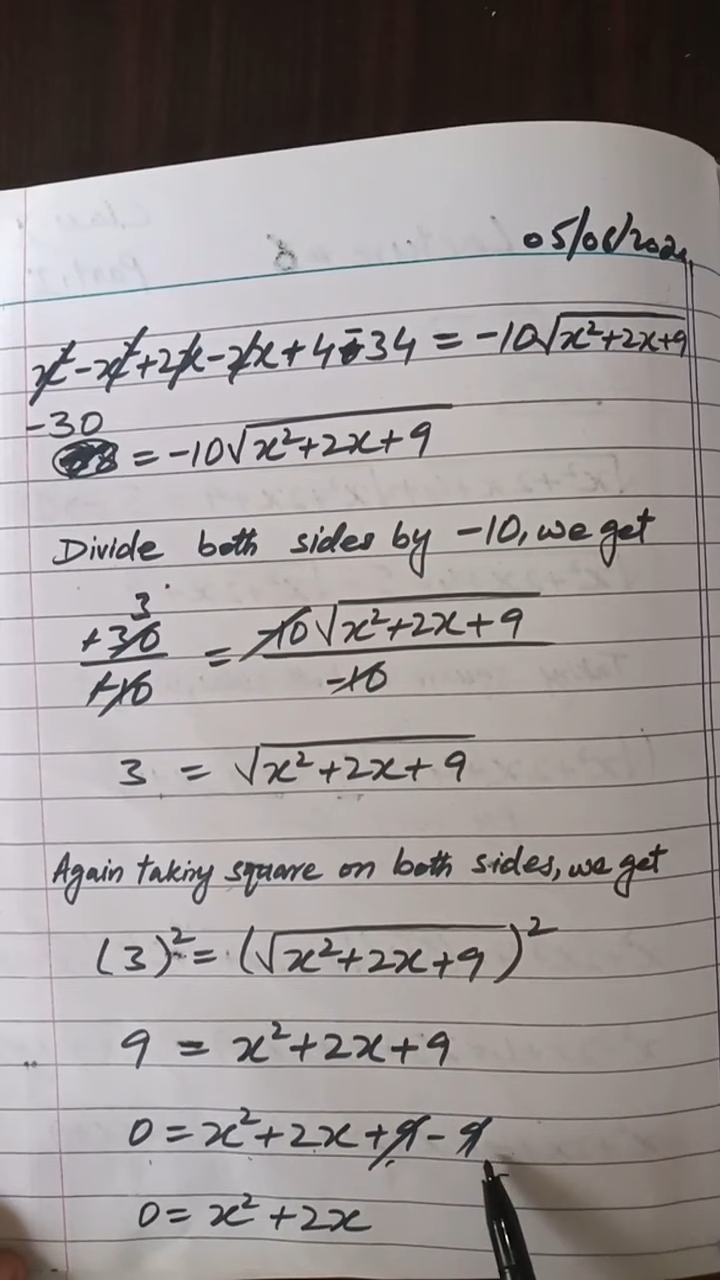 05/06/202
x² - x² + 2x - 2x + 4 - 34 = -10√x²+2x+9
-30 = -10√x²+2x+9
Divide both sides by -10, we get
3
+30/+10 = -10√x²+2x+9/-10
3 = √x²+2x+9
Again taking square on both sides, we get
(3)² = (√x²+2x+9)²
9 = x²+2x+9
0 = x²+2x+9-9
0 = x²+2x